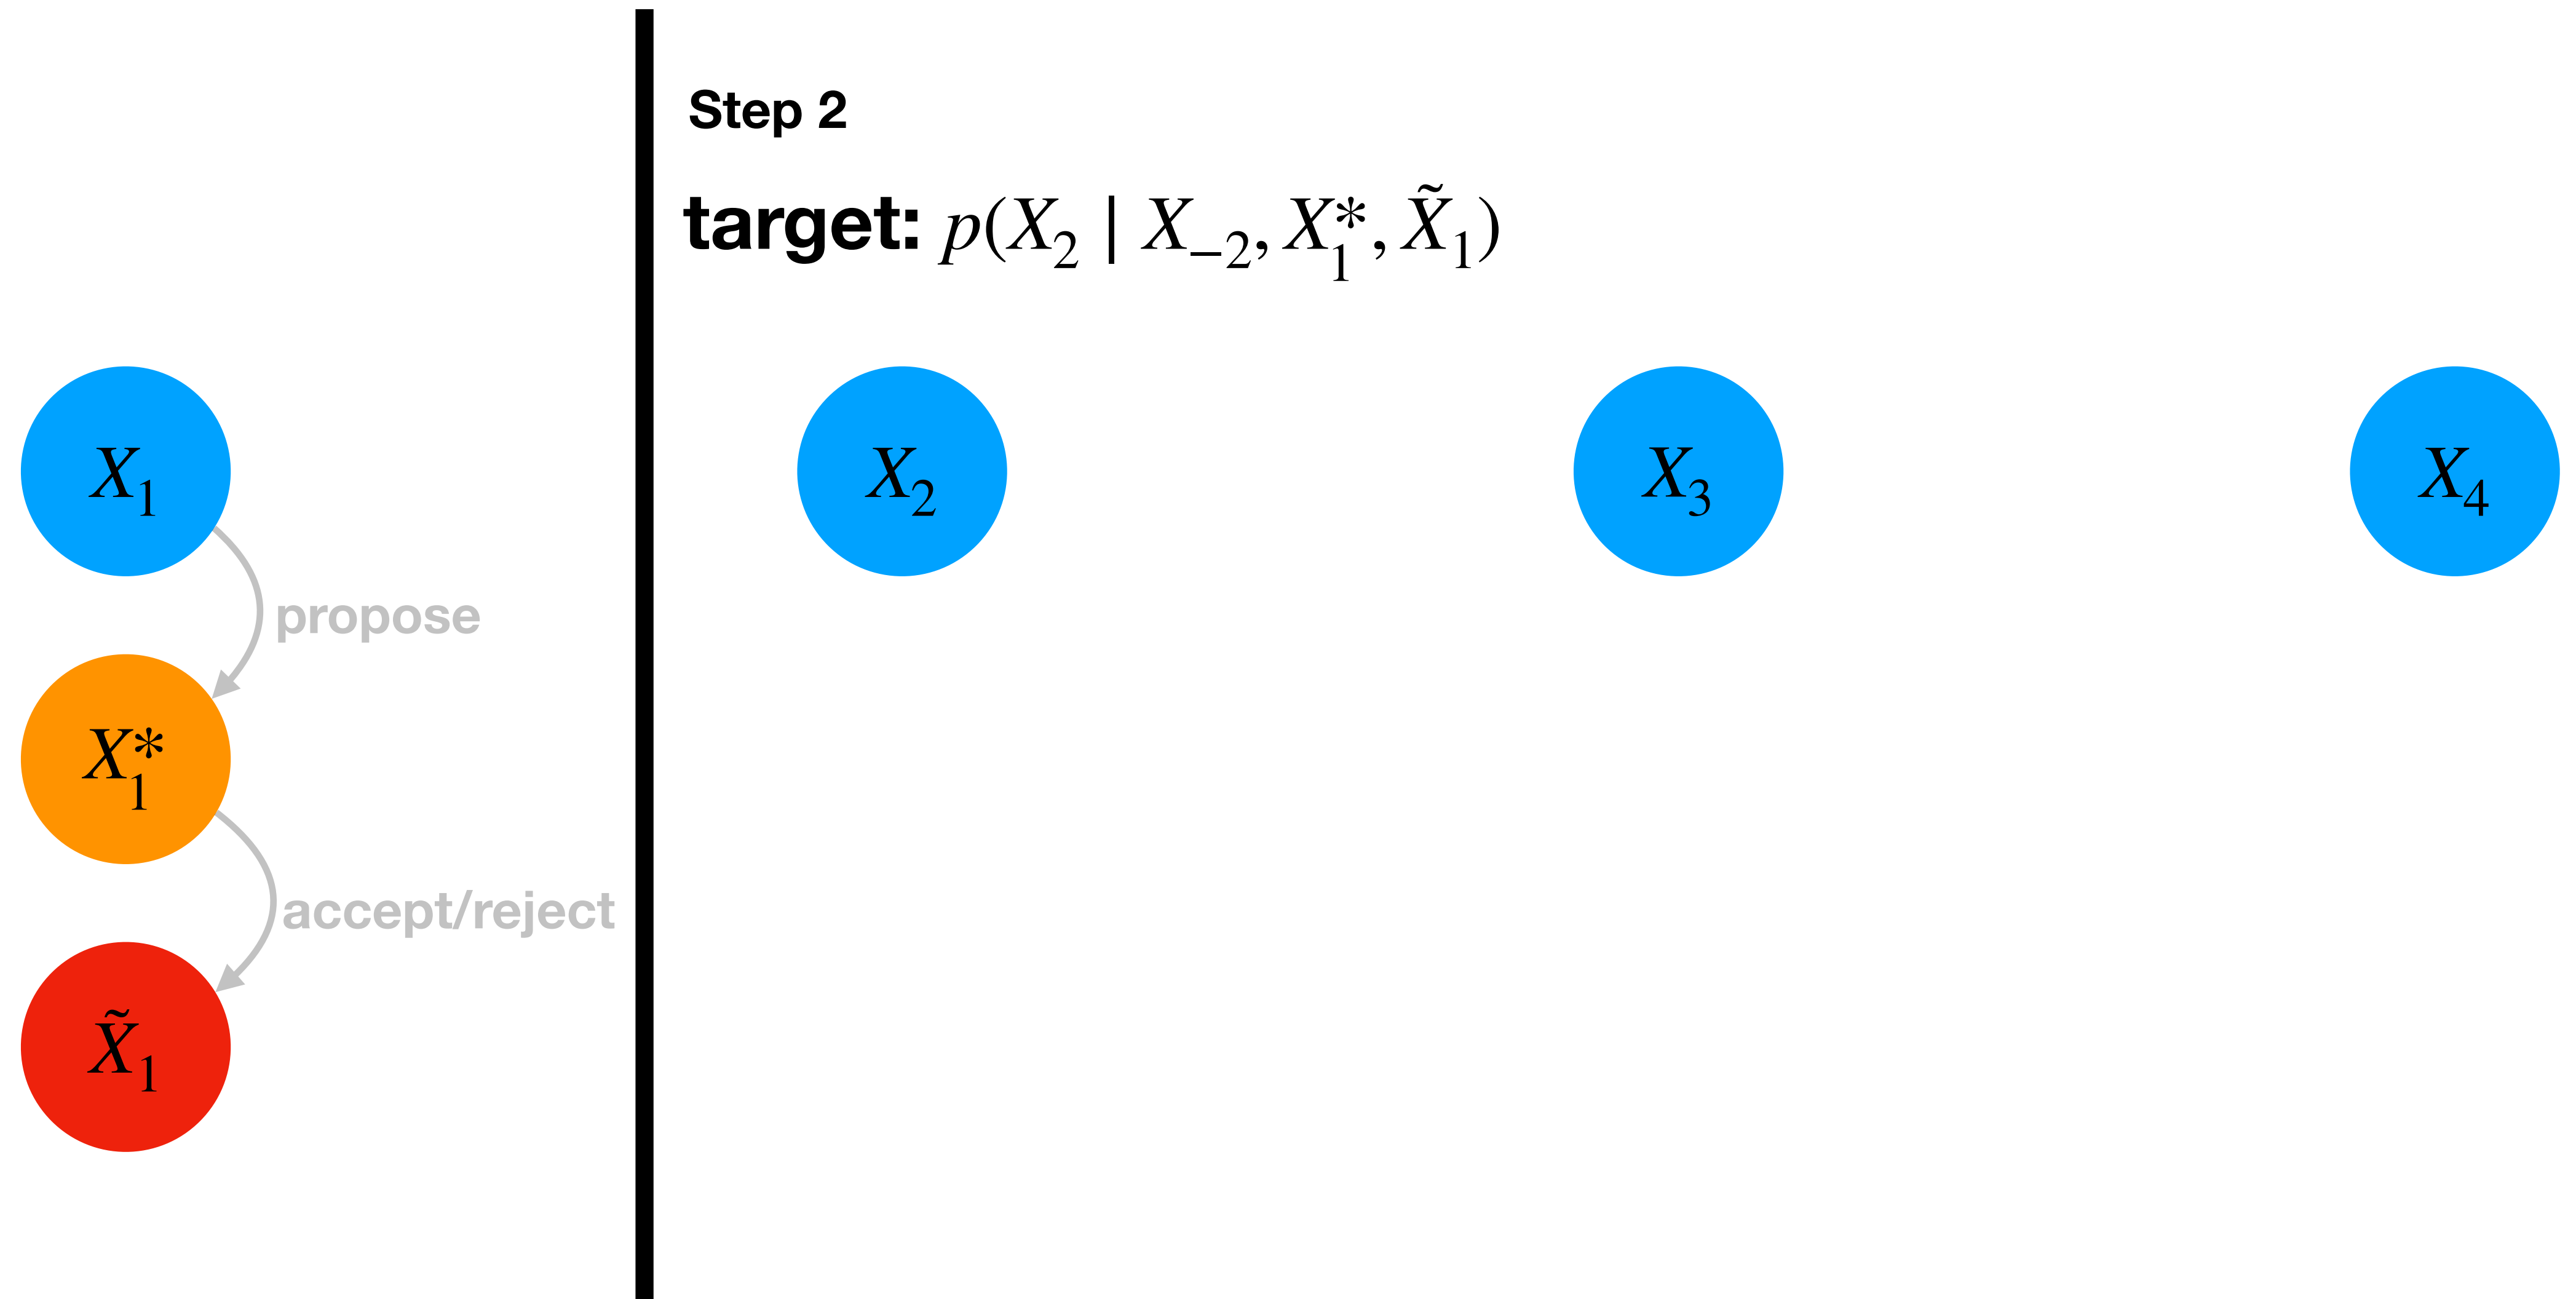 Step 2
target: p(X₂ | X₋₂, X₁*, X̃₁)
X₁
X₂
X₃
X₄
propose
X₁*
accept/reject
X̃₁